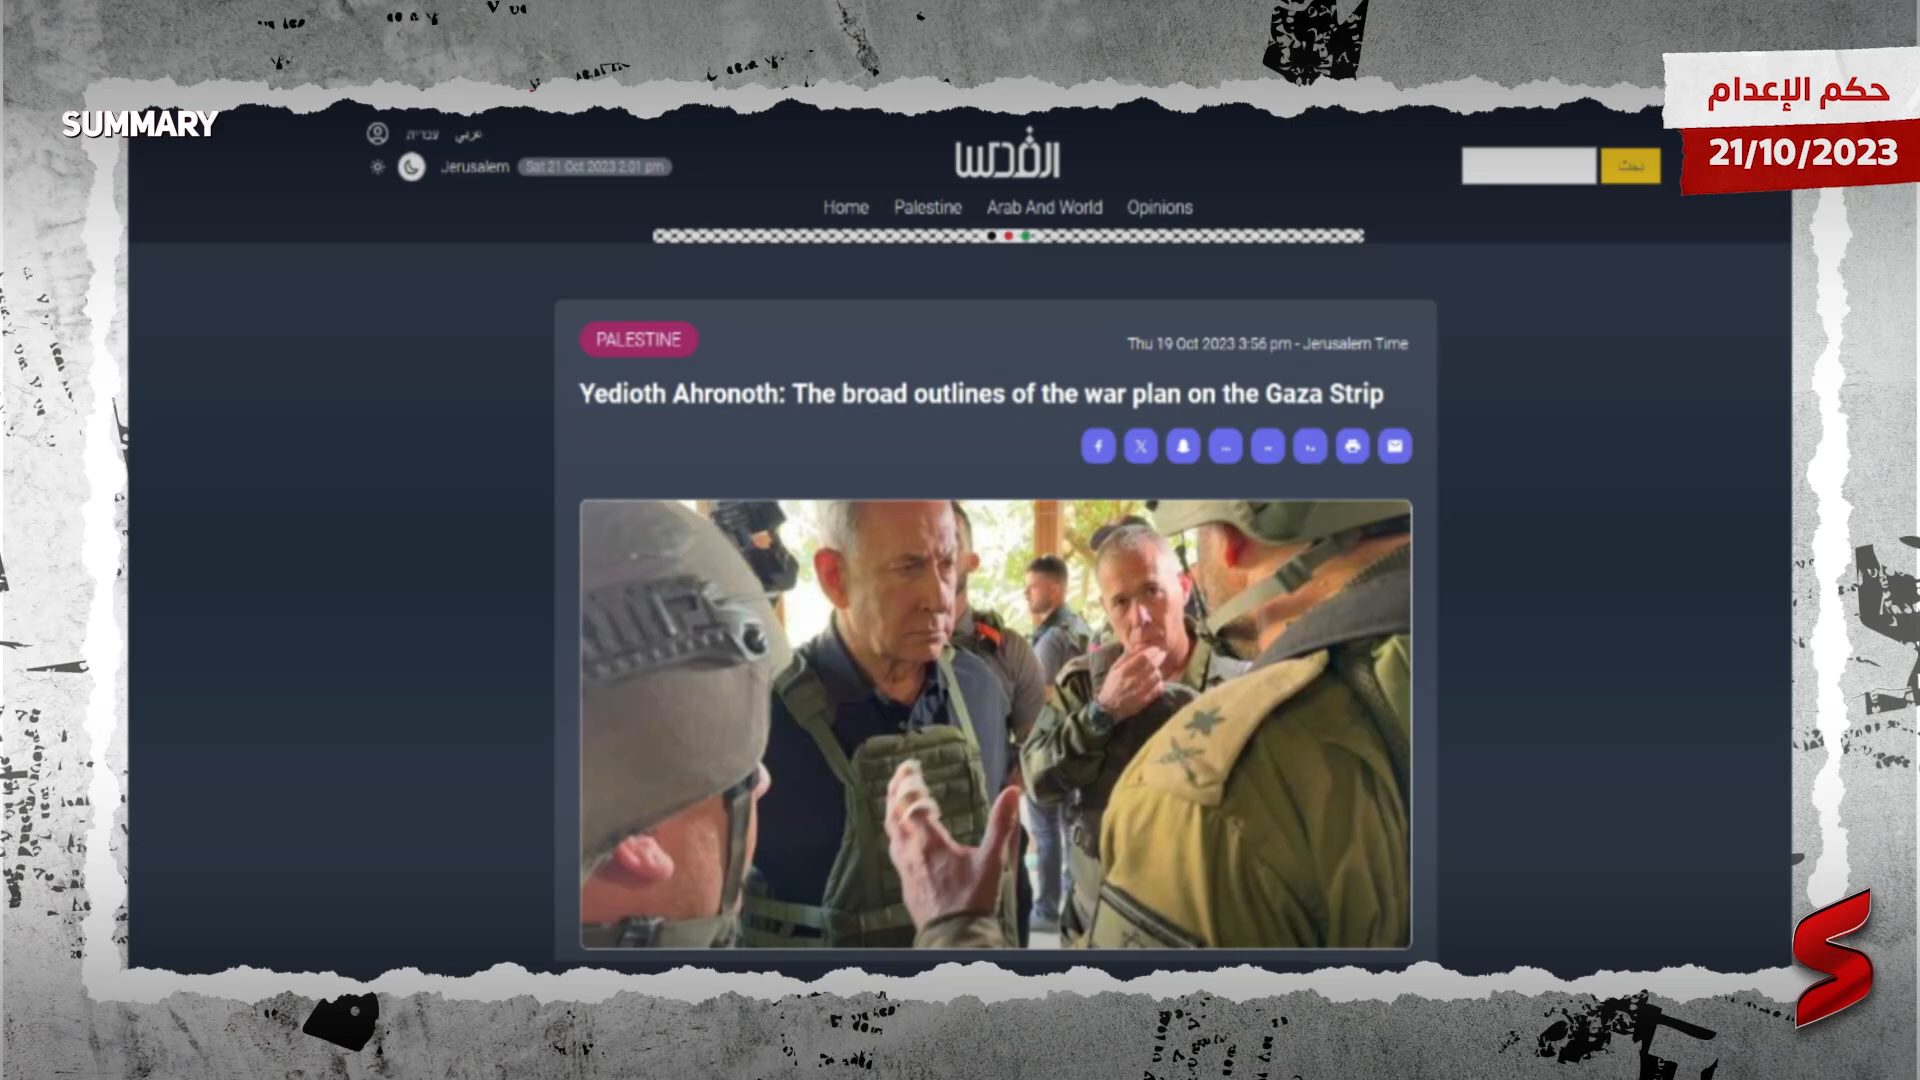 SUMMARY
حكم الإعدام
21/10/2023
עברית عربي
Jerusalem Sat 21 Oct 2023 2:01 pm
القدس
بحث
Home Palestine Arab And World Opinions
PALESTINE
Thu 19 Oct 2023 3:56 pm - Jerusalem Time
Yedioth Ahronoth: The broad outlines of the war plan on the Gaza Strip